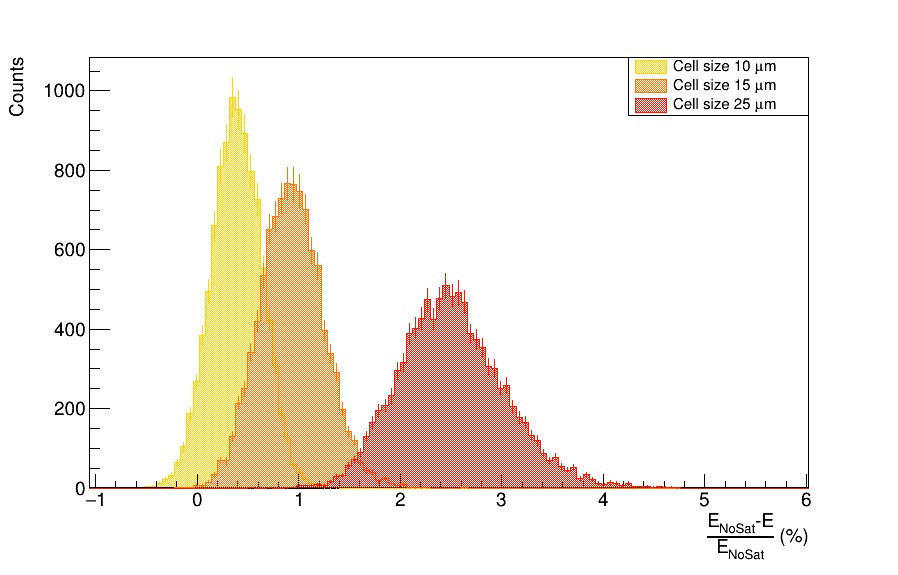 Counts
Cell size 10 μm
Cell size 15 μm
Cell size 25 μm
1000
800
600
400
200
0
−1 0 1 2 3 4 5 6
E_NoSat-E
E_NoSat
(%)